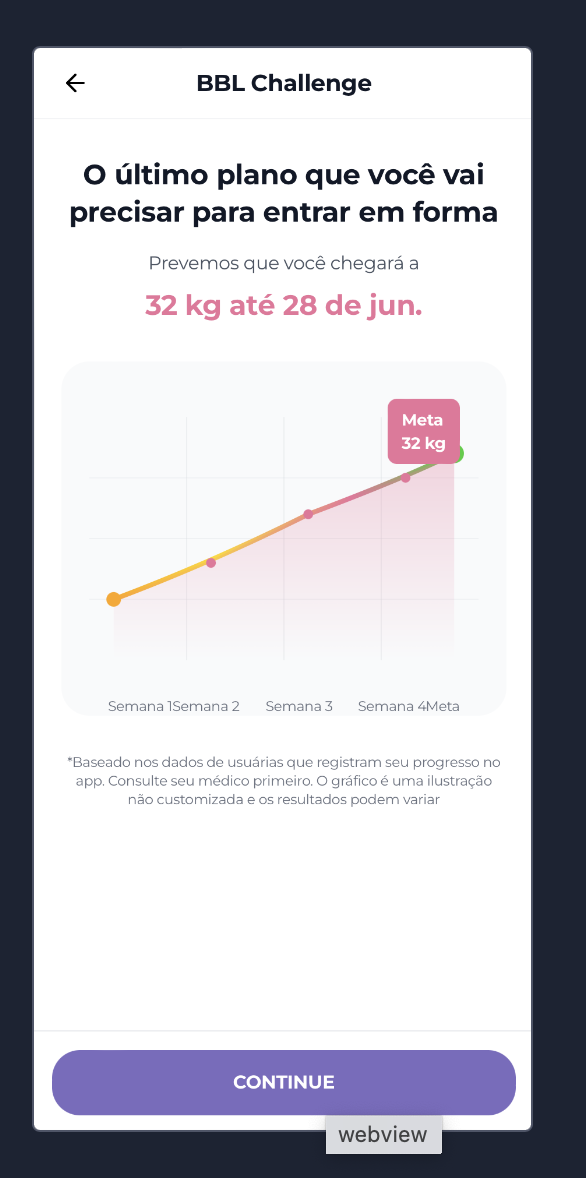 BBL Challenge
O último plano que você vai
precisar para entrar em forma
Prevemos que você chegará a
32 kg até 28 de jun.
Meta
32 kg
Semana 1Semana 2 Semana 3 Semana 4Meta
*Baseado nos dados de usuárias que registram seu progresso no
app. Consulte seu médico primeiro. O gráfico é uma ilustração
não customizada e os resultados podem variar
CONTINUE
webview